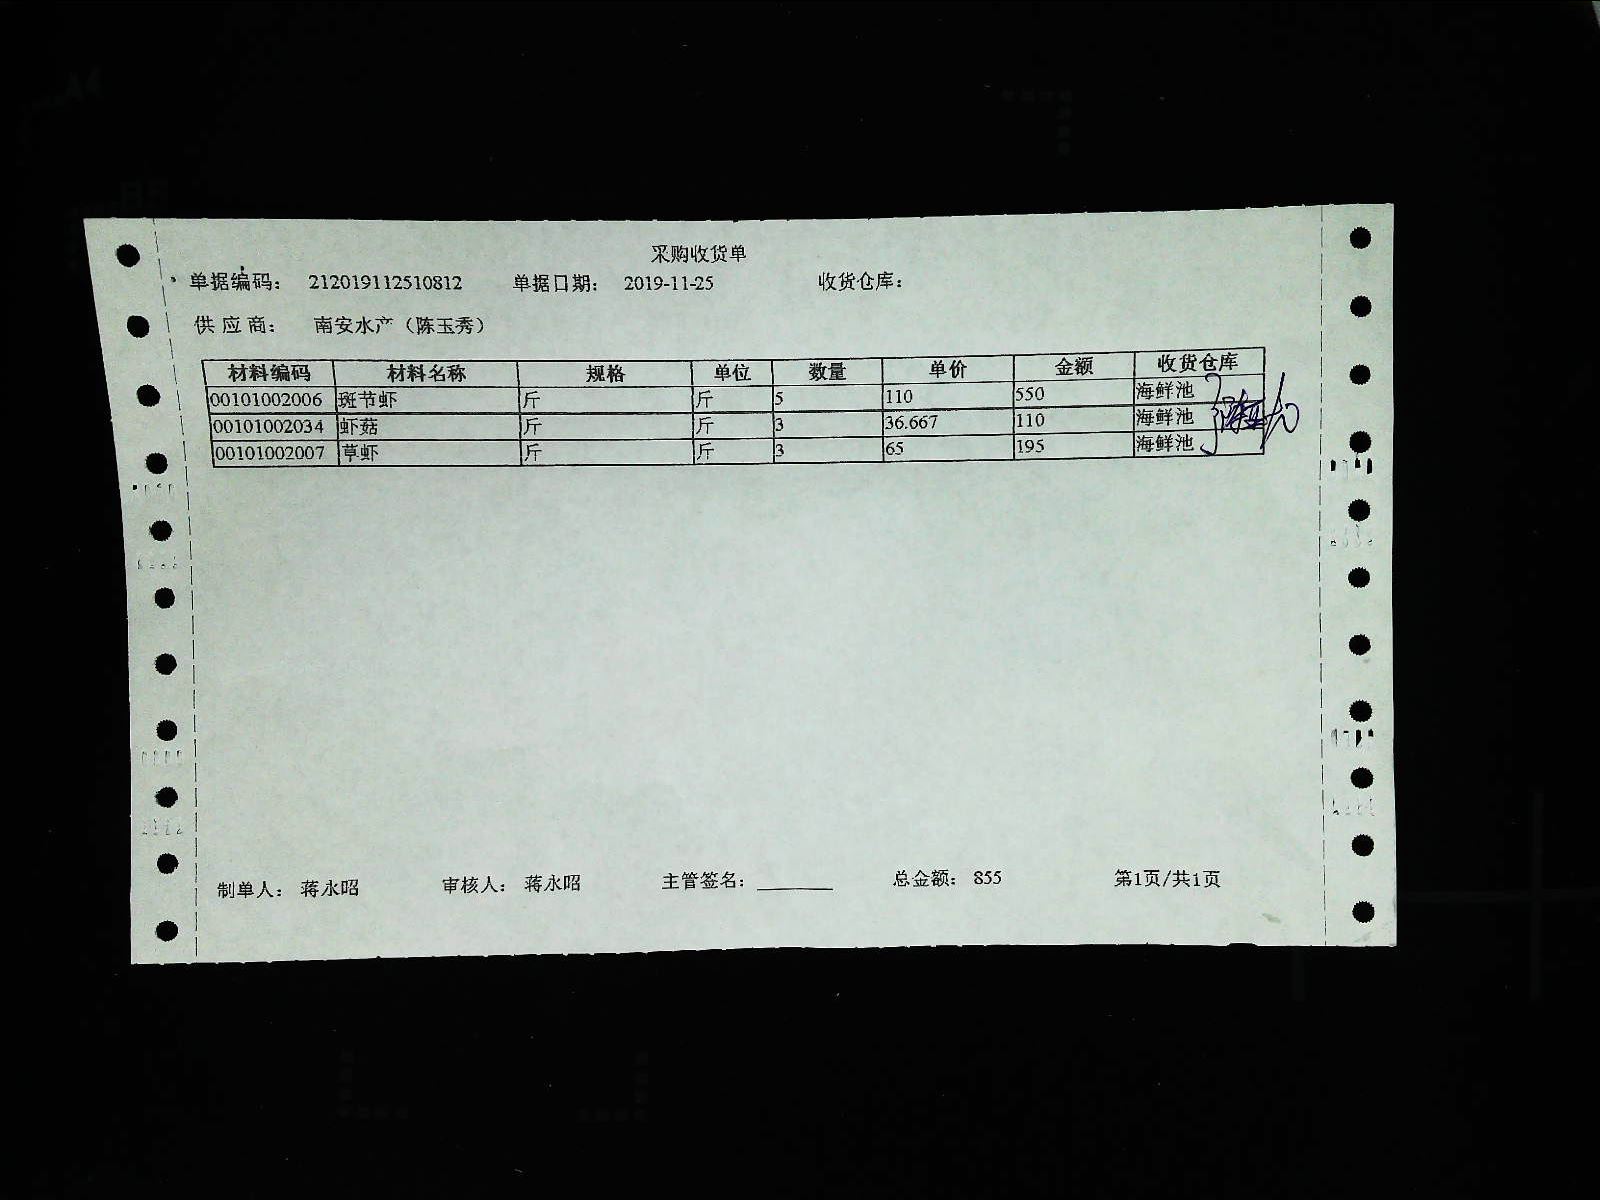 采购收货单
单据编码： 212019112510812 单据日期： 2019-11-25 收货仓库：
供应商： 南安水产（陈玉秀）
材料编码 材料名称 规格 单位 数量 单价 金额 收货仓库
00101002006 斑节虾 斤 斤 5 110 550 海鲜池
00101002034 虾菇 斤 斤 3 36.667 110 海鲜池
00101002007 草虾 斤 斤 3 65 195 海鲜池
制单人： 蒋永昭 审核人： 蒋永昭 主管签名：_______ 总金额： 855 第1页/共1页